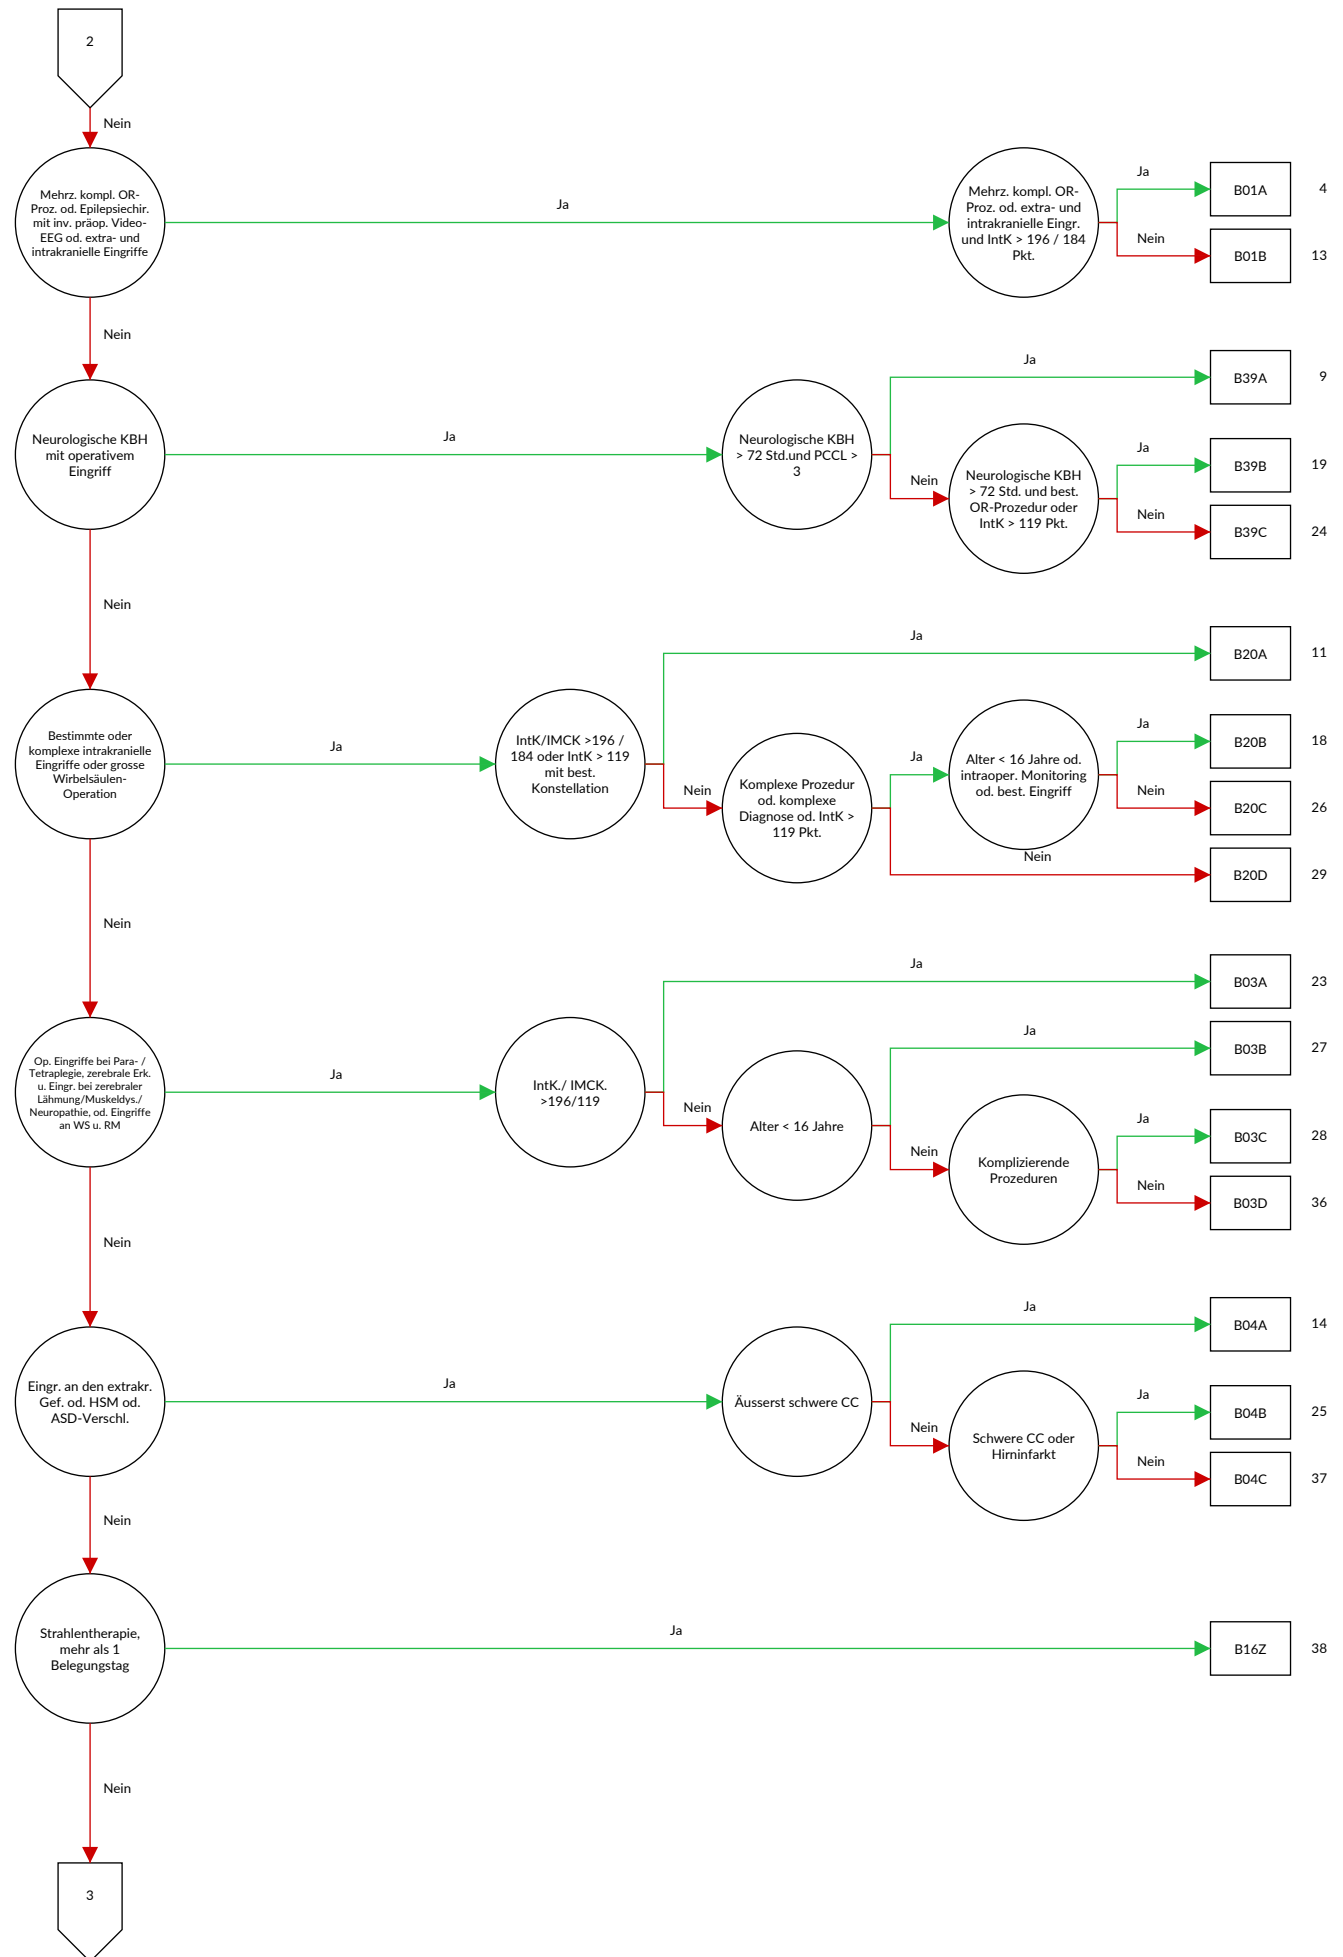 2
Nein
Mehrz. kompl. OR-
Proz. od. Epilepsiechir.
mit inv. präop. Video-
EEG od. extra- und
intrakranielle Eingriffe
Ja
Mehrz. kompl. OR-
Proz. od. extra- und
intrakranielle Eingr.
und IntK > 196 / 184
Pkt.
Ja
B01A
4
Nein
B01B
13
Nein
Neurologische KBH
mit operativem
Eingriff
Ja
Neurologische KBH
> 72 Std.und PCCL >
3
Ja
B39A
9
Nein
Neurologische KBH
> 72 Std. und best.
OR-Prozedur oder
IntK > 119 Pkt.
Ja
B39B
19
Nein
B39C
24
Nein
Bestimmte oder
komplexe intrakranielle
Eingriffe oder grosse
Wirbelsäulen-
Operation
Ja
IntK/IMCK >196 /
184 oder IntK > 119
mit best.
Konstellation
Ja
B20A
11
Nein
Komplexe Prozedur
od. komplexe
Diagnose od. IntK >
119 Pkt.
Ja
Alter < 16 Jahre od.
intraoper. Monitoring
od. best. Eingriff
Ja
B20B
18
Nein
B20C
26
Nein
B20D
29
Nein
Op. Eingriffe bei Para- /
Tetraplegie, zerebrale Erk.
u. Eingr. bei zerebraler
Lähmung/Muskeldys./
Neuropathie, od. Eingriffe
an WS u. RM
Ja
IntK./ IMCK.
>196/119
Ja
B03A
23
Nein
Alter < 16 Jahre
Ja
B03B
27
Nein
Komplizierende
Prozeduren
Ja
B03C
28
Nein
B03D
36
Nein
Eingr. an den extrakr.
Gef. od. HSM od.
ASD-Verschl.
Ja
Äusserst schwere CC
Ja
B04A
14
Nein
Schwere CC oder
Hirninfarkt
Ja
B04B
25
Nein
B04C
37
Nein
Strahlentherapie,
mehr als 1
Belegungstag
Ja
B16Z
38
Nein
3